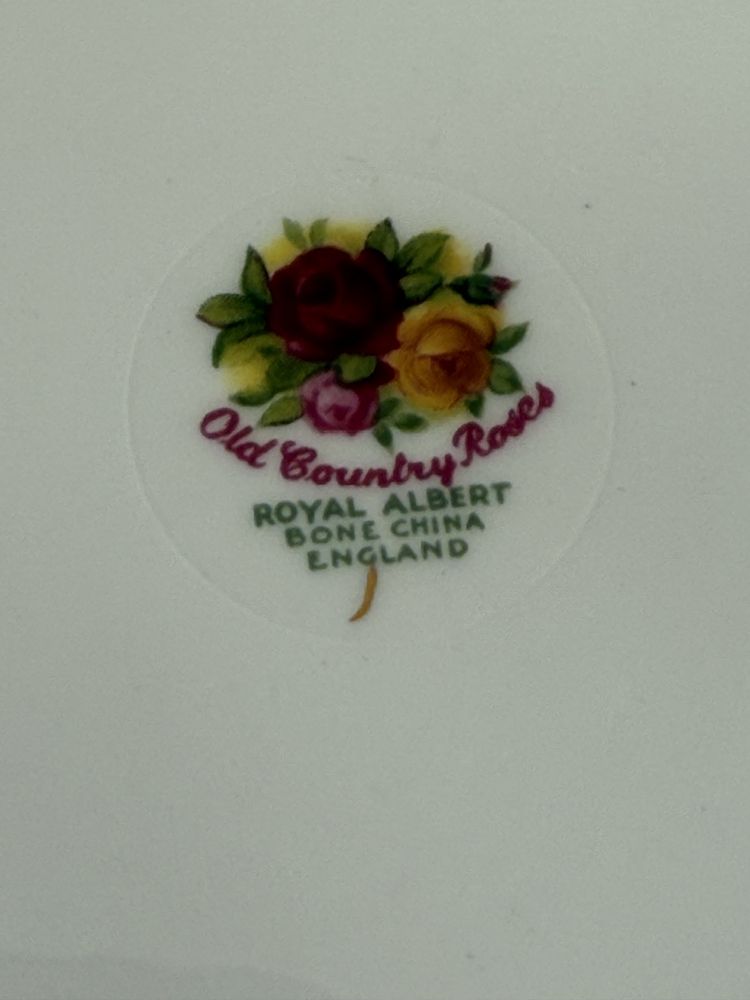 Old Country Roses
ROYAL ALBERT
BONE CHINA
ENGLAND